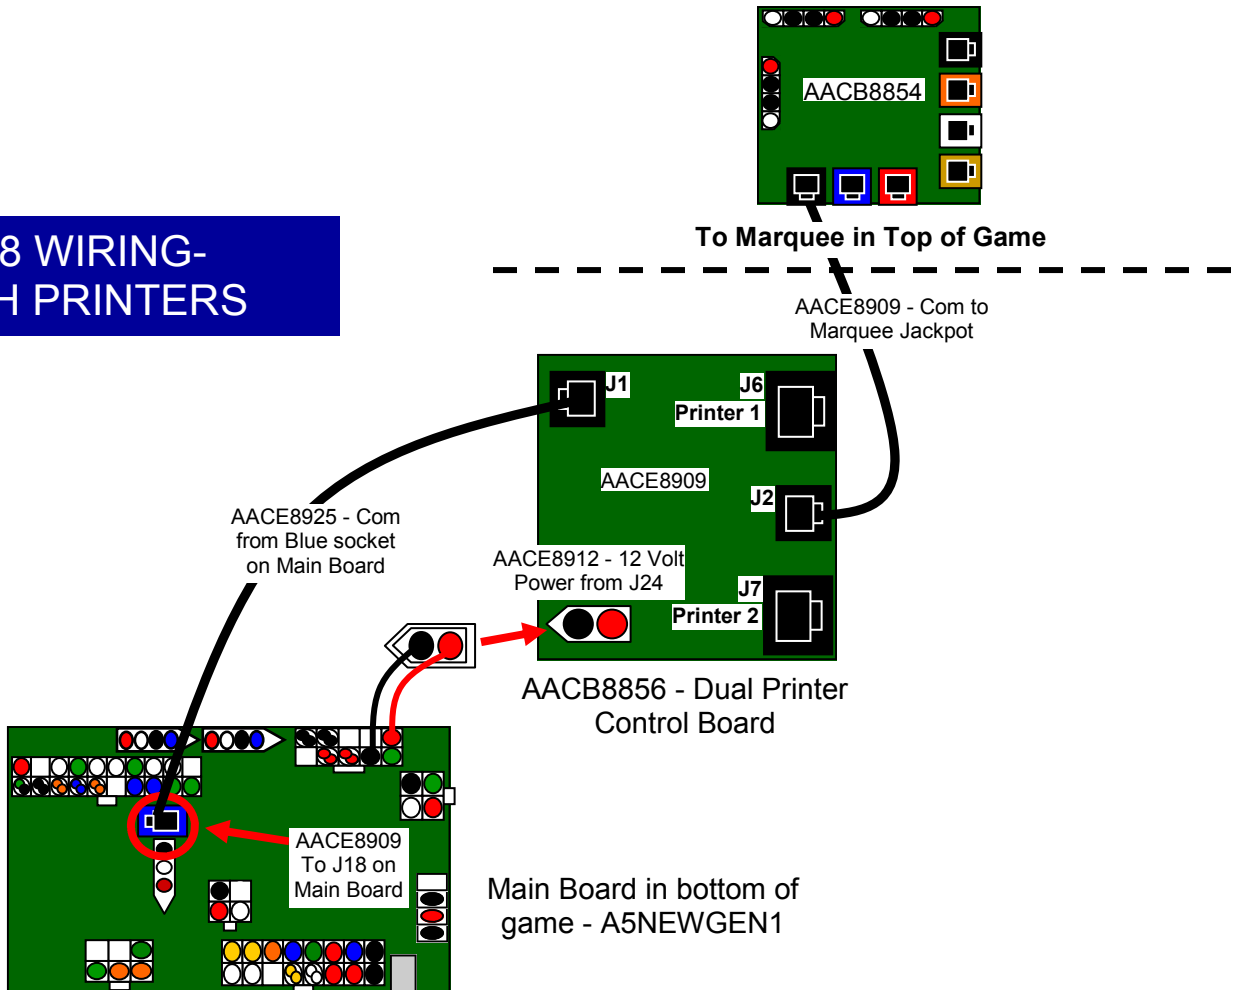 AACB8854
To Marquee in Top of Game
8 WIRING-
H PRINTERS
AACE8909 - Com to
Marquee Jackpot
J1
J6
Printer 1
AACE8909
J2
AACE8925 - Com
from Blue socket
on Main Board
AACE8912 - 12 Volt
Power from J24
J7
Printer 2
AACB8856 - Dual Printer
Control Board
AACE8909
To J18 on
Main Board
Main Board in bottom of
game - A5NEWGEN1